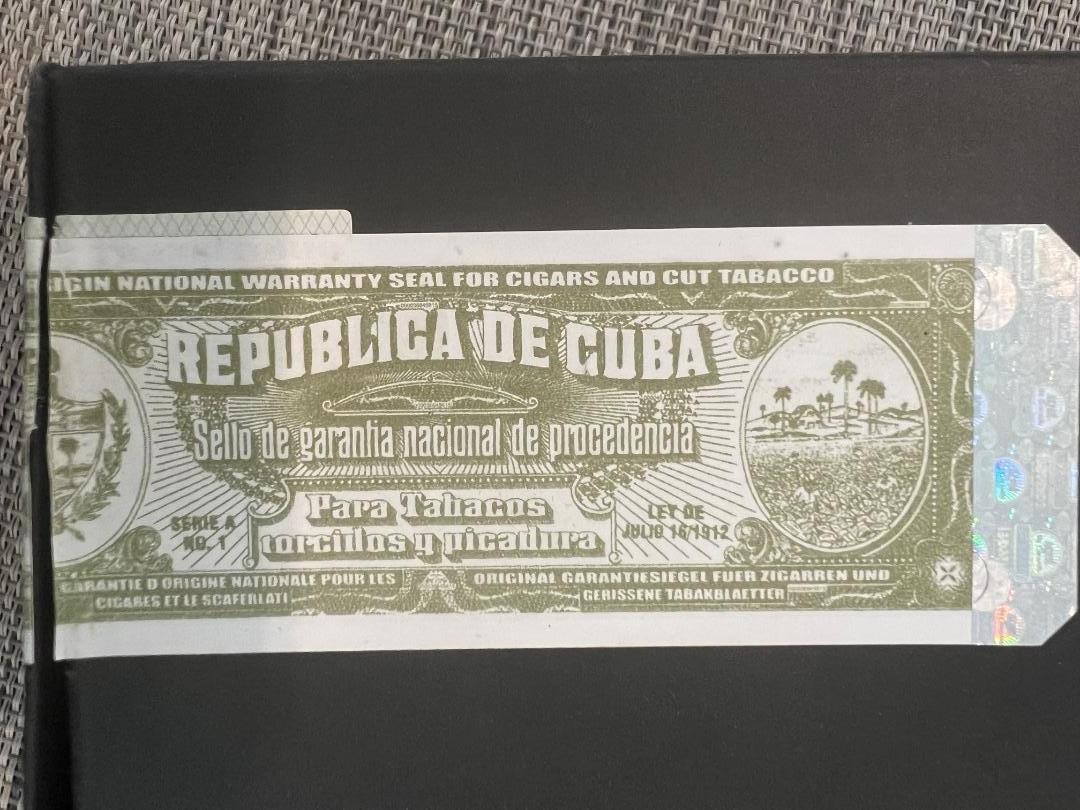 IGIN NATIONAL WARRANTY SEAL FOR CIGARS AND CUT TABACCO
REPUBLICA DE CUBA
Sello de garantia nacional de procedencia
Para Tabacos
torcidos y picadura
SERIE A
NO. 1
LEY DE
JULIO 16/1912
GARANTIE D ORIGINE NATIONALE POUR LES
CIGARES ET LE SCAFERLATI
ORIGINAL GARANTIESIEGEL FUER ZIGARREN UND
GERISSENE TABAKBLAETTER